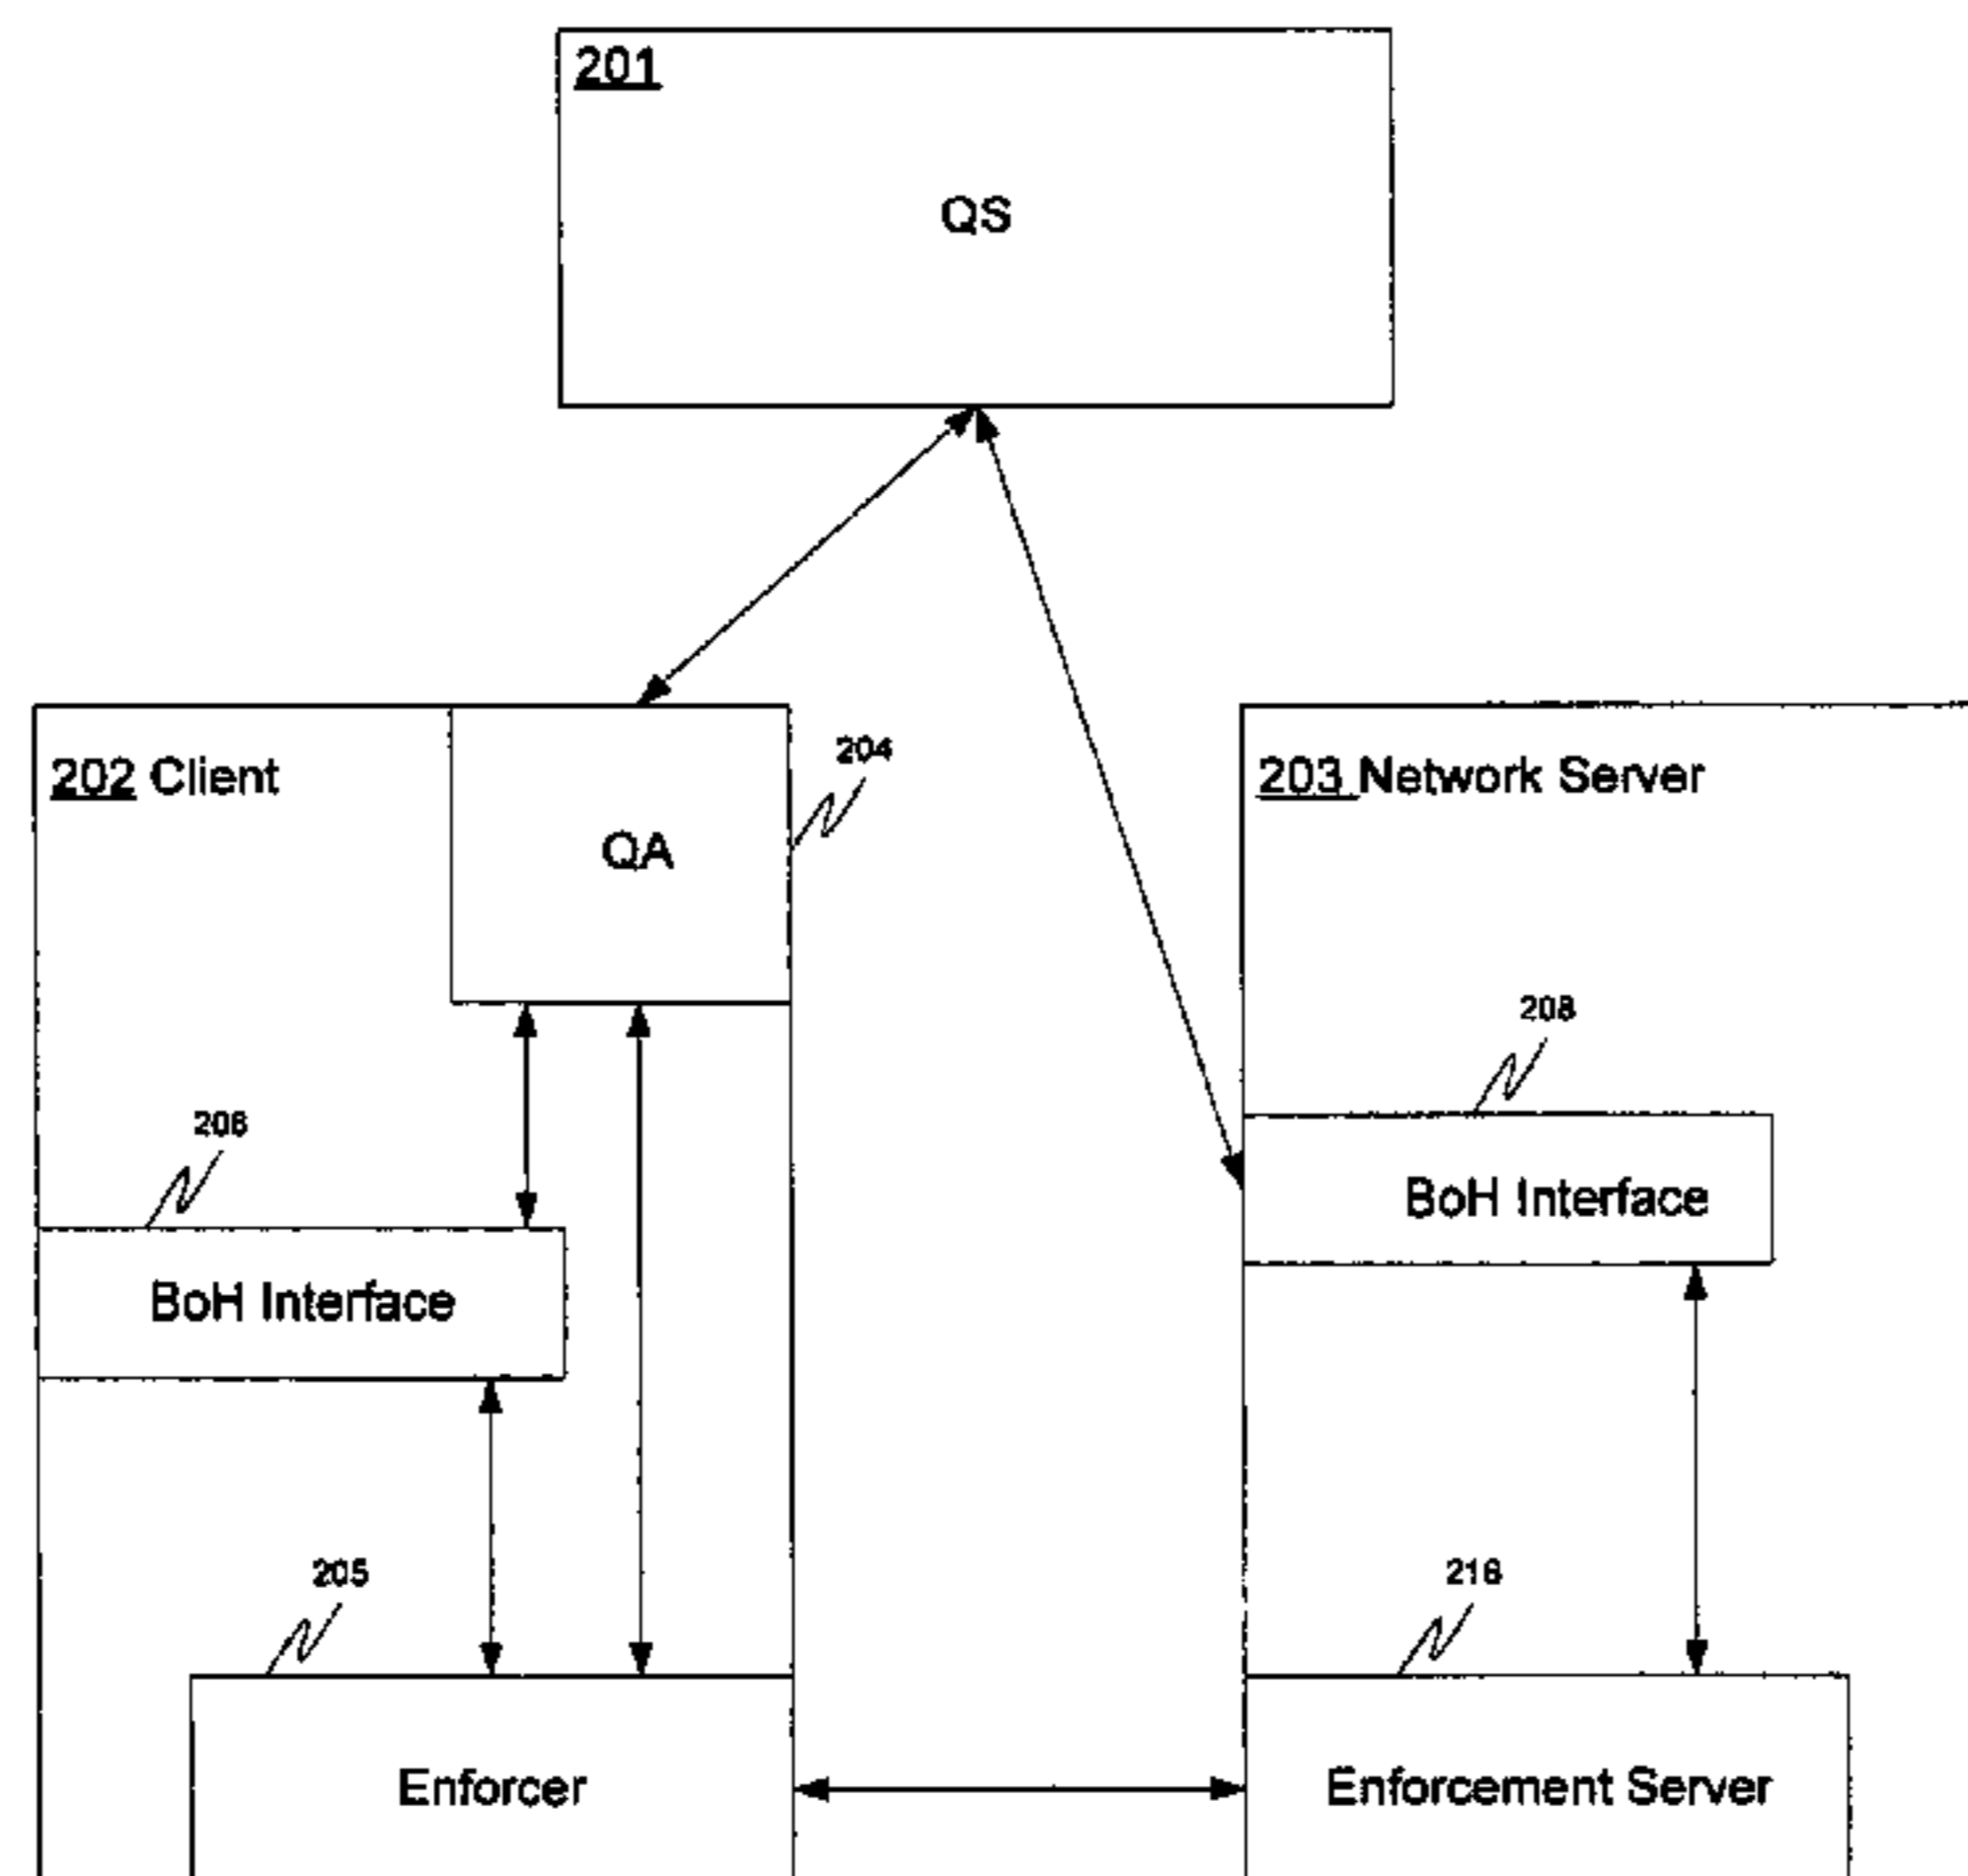 201
QS
202 Client
204
QA
203 Network Server
208
206
BoH Interface
BoH Interface
205
216
Enforcer
Enforcement Server